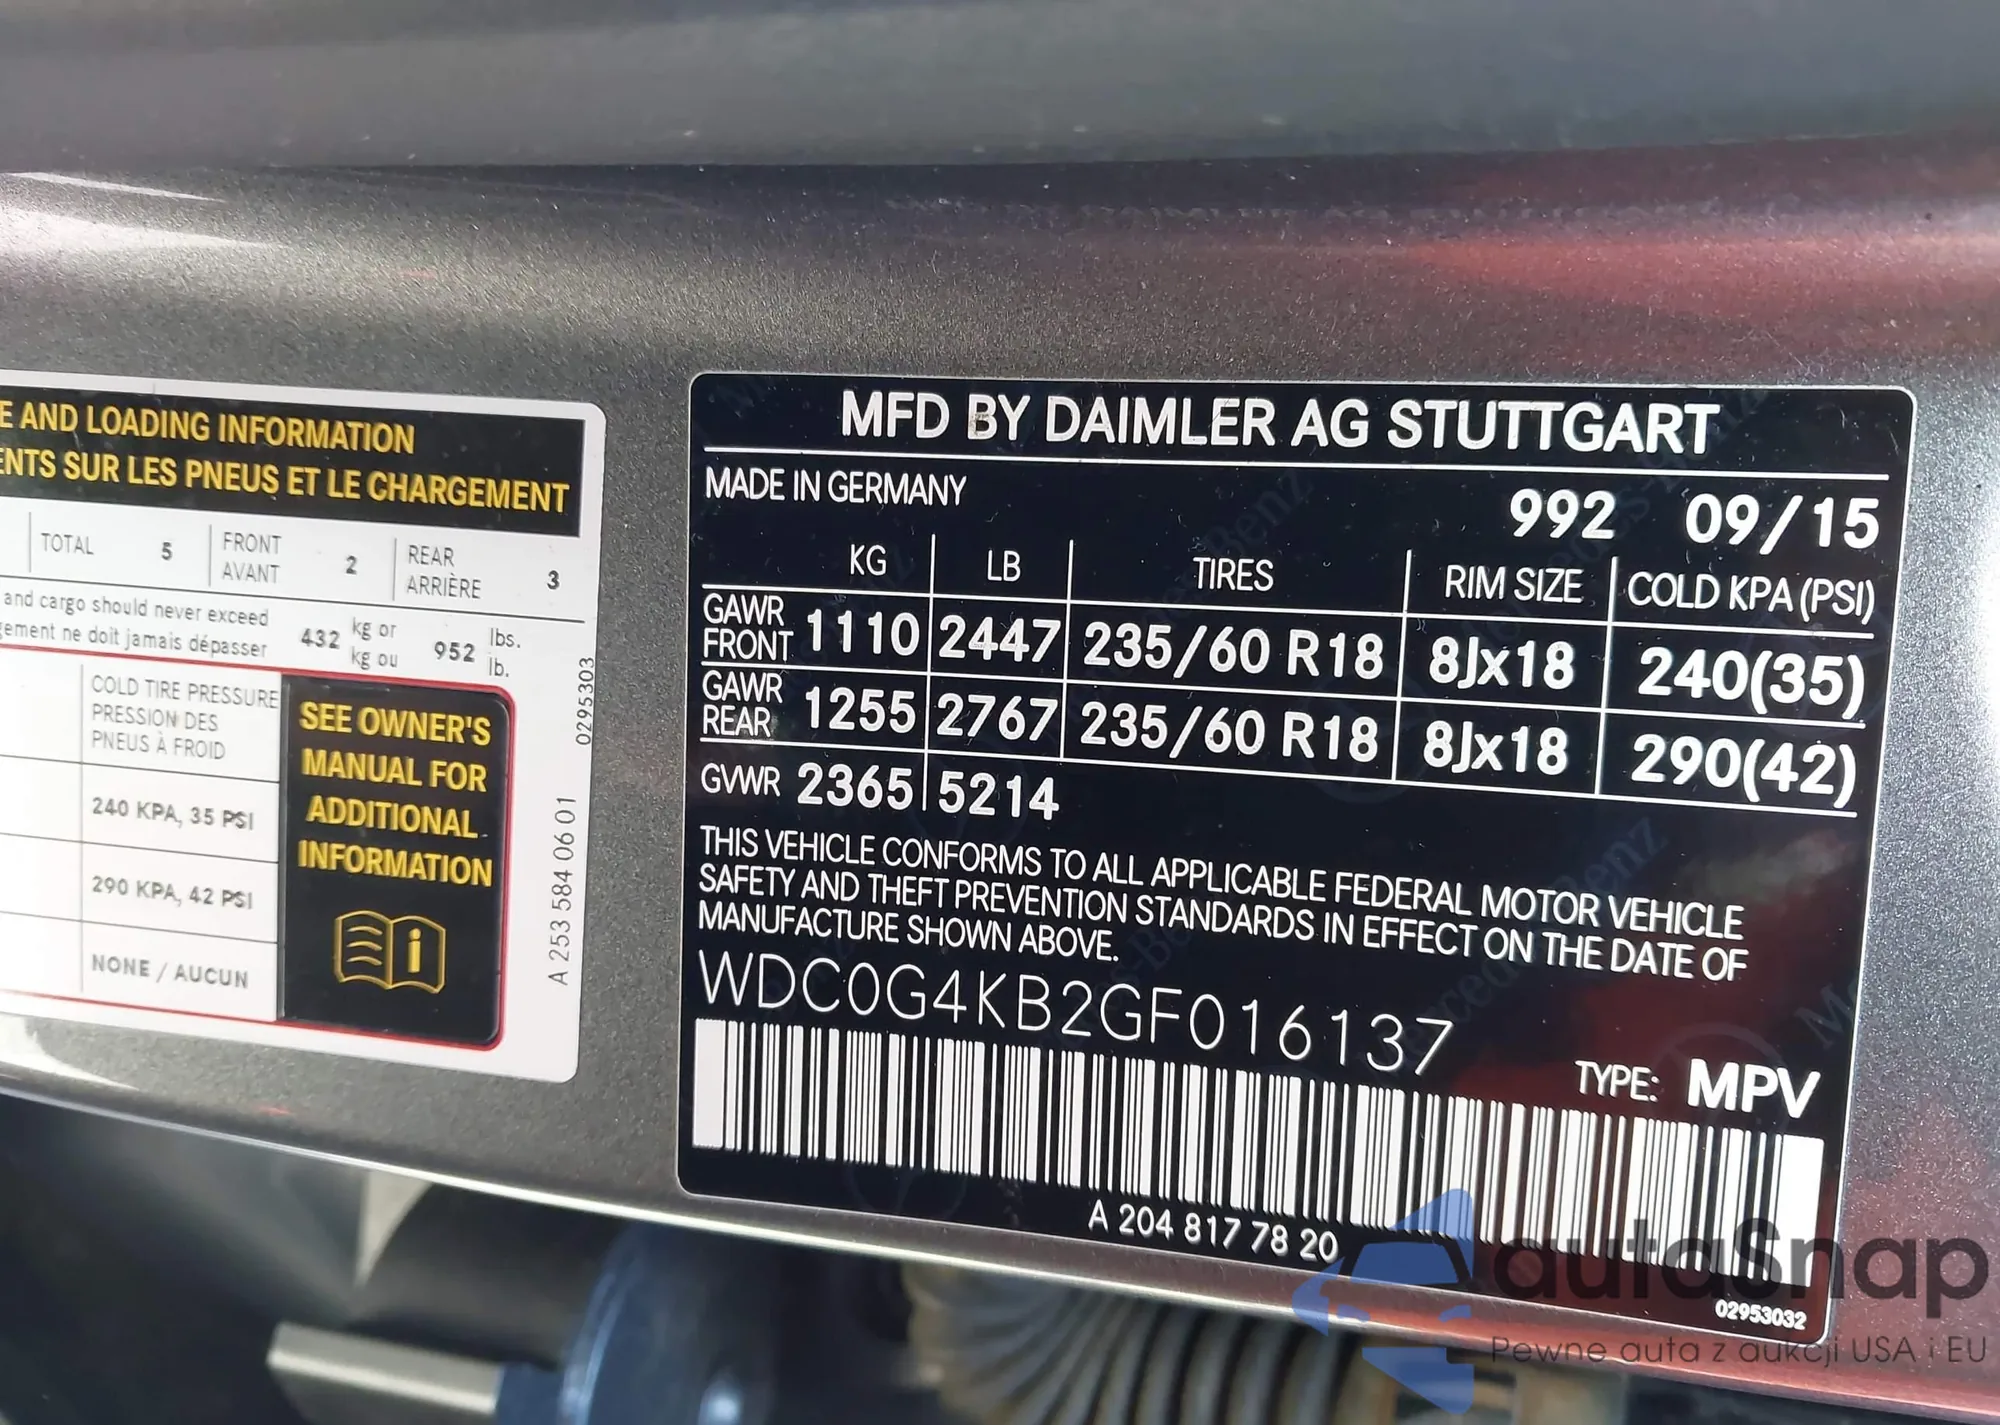 E AND LOADING INFORMATION
ENTS SUR LES PNEUS ET LE CHARGEMENT
TOTAL 5 FRONT AVANT 2 REAR ARRIÈRE 3
and cargo should never exceed
gement ne doit jamais dépasser
432 kg or kg ou 952 lbs. lb.
COLD TIRE PRESSURE
PRESSION DES
PNEUS À FROID
240 KPA, 35 PSI
290 KPA, 42 PSI
NONE / AUCUN
SEE OWNER'S
MANUAL FOR
ADDITIONAL
INFORMATION
i
0295303
A 253 584 06 01
MFD BY DAIMLER AG STUTTGART
MADE IN GERMANY 992 09/15
KG LB TIRES RIM SIZE COLD KPA (PSI)
GAWR FRONT 1110 2447 235/60 R18 8Jx18 240(35)
GAWR REAR 1255 2767 235/60 R18 8Jx18 290(42)
GVWR 2365 5214
THIS VEHICLE CONFORMS TO ALL APPLICABLE FEDERAL MOTOR VEHICLE
SAFETY AND THEFT PREVENTION STANDARDS IN EFFECT ON THE DATE OF
MANUFACTURE SHOWN ABOVE.
WDC0G4KB2GF016137
TYPE: MPV
A 204 817 78 20
02953032
autaSnap
Pewne auta z aukcji USA i EU